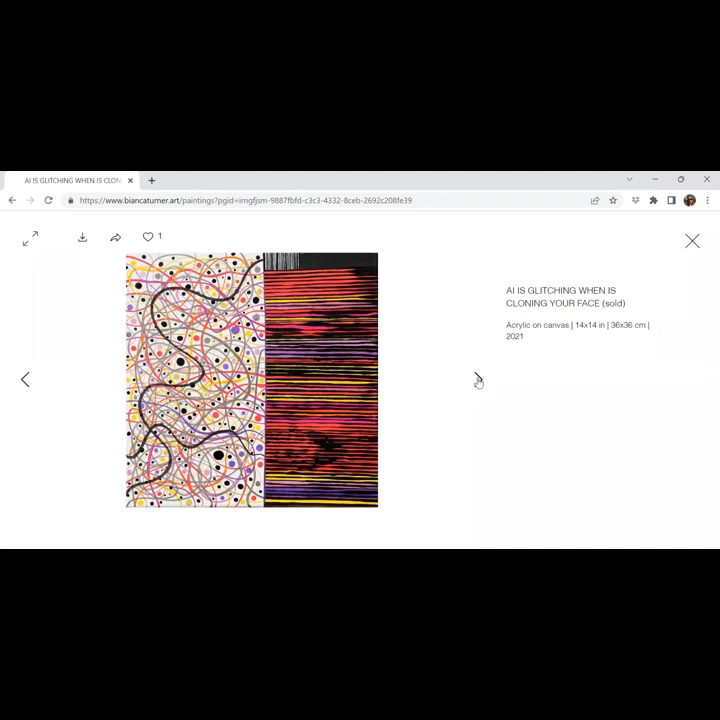 AI IS GLITCHING WHEN IS CLON
https://www.biancaturner.art/paintings?pgid=imgfjsm-9887fbfd-c3c3-4332-8ceb-2692c208fe39
1
AI IS GLITCHING WHEN IS
CLONING YOUR FACE (sold)
Acrylic on canvas | 14x14 in | 36x36 cm |
2021